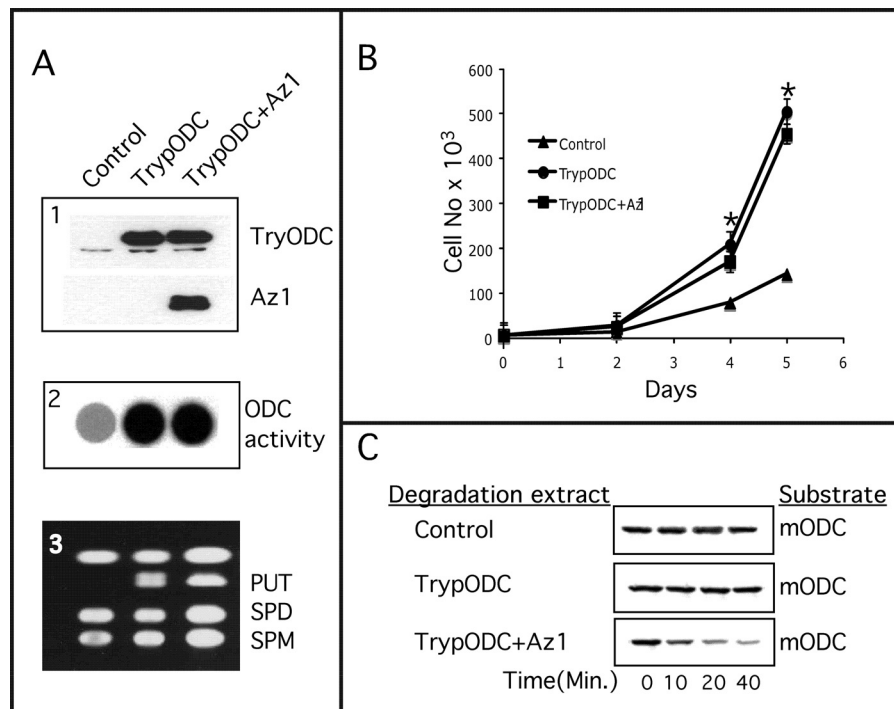 A
Control
TrypODC
TrypODC+Az1
1
TryODC
Az1
2
ODC
activity
3
PUT
SPD
SPM
B
600
500
400
300
200
100
0
Cell No x 10³
Control
TrypODC
TrypODC+Az1
*
*
0 1 2 3 4 5 6
Days
C
Degradation extract Substrate
Control mODC
TrypODC mODC
TrypODC+Az1 mODC
Time(Min.) 0 10 20 40